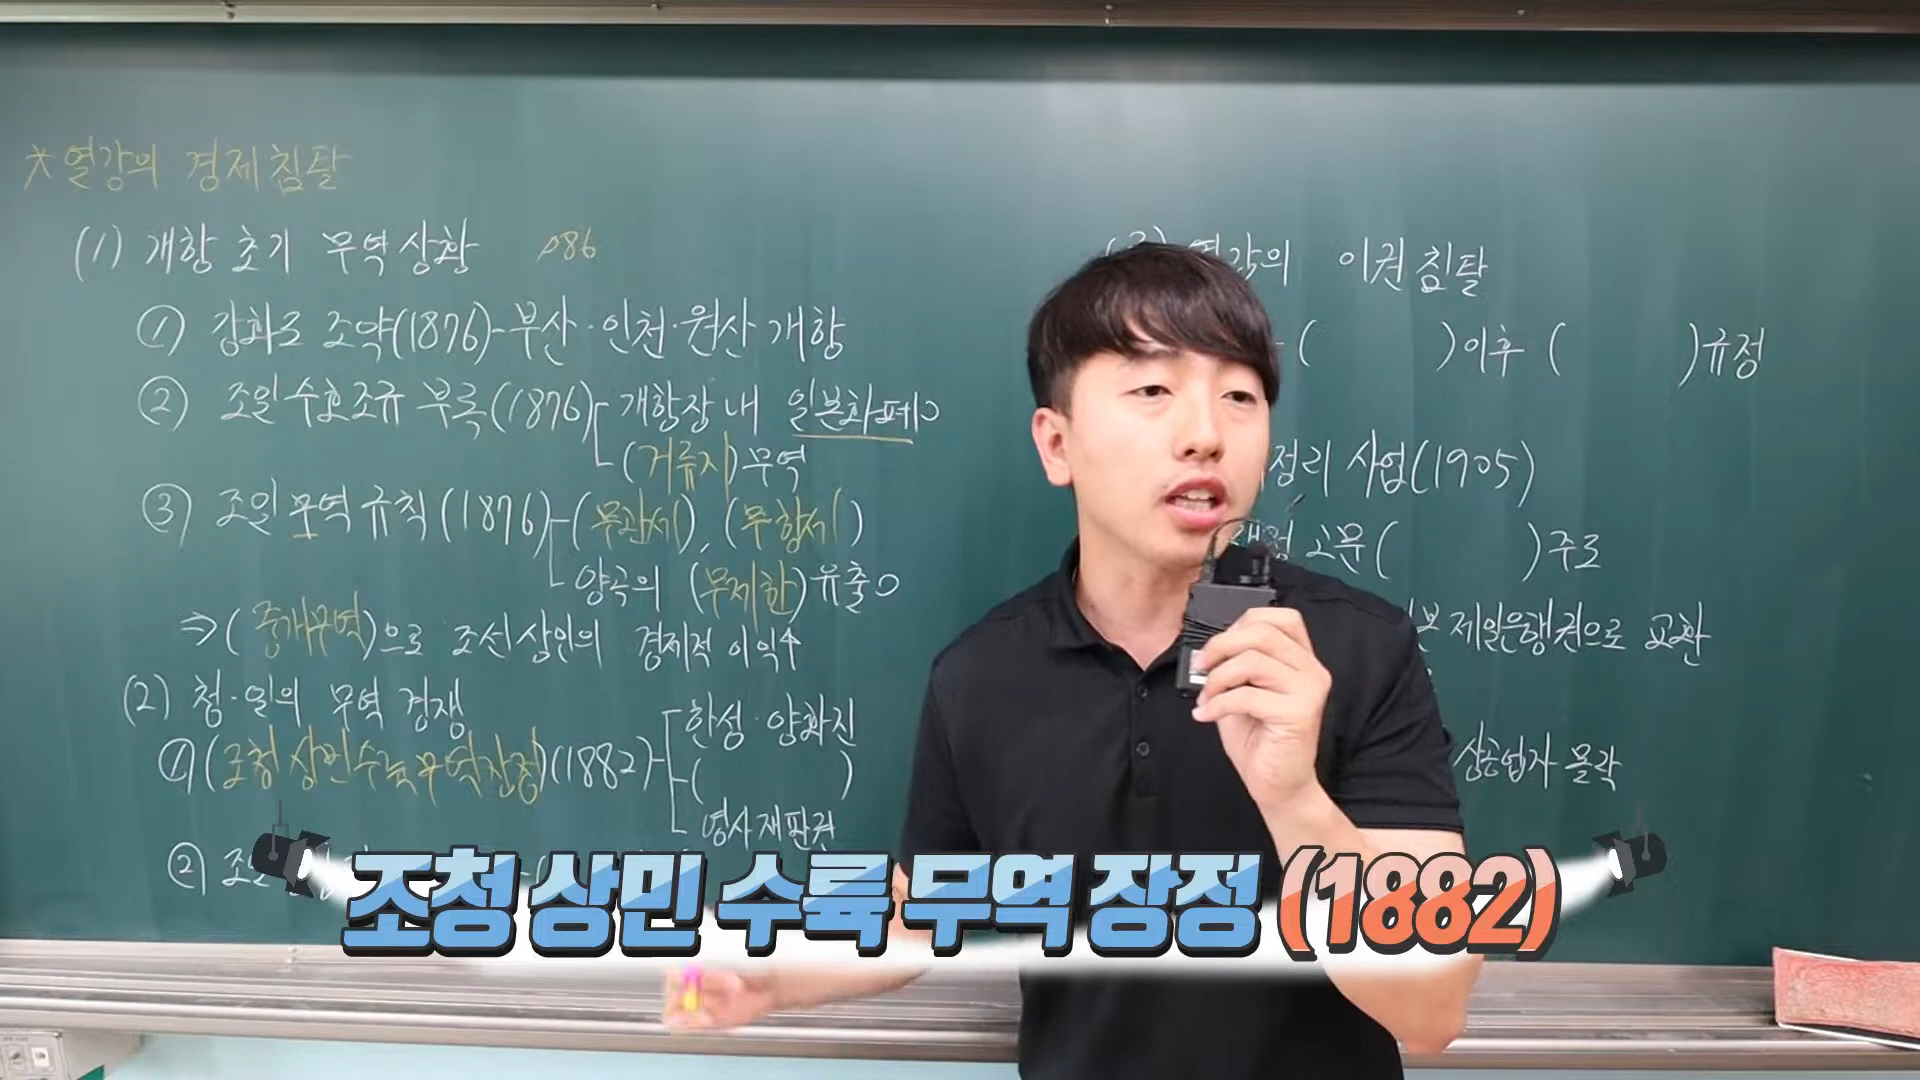 *열강의 경제침탈
(1) 개항 초기 무역상황 p86
① 강화도 조약(1876)-부산·인천·원산 개항
② 조일수호조규 부록(1876) 개항장 내 일본화폐○
(거류지)무역
③ 조일 무역 규칙(1876)-(무관세), (무항세)
양곡의 (무제한)유출○
⇒(중개무역)으로 조선상인의 경제적 이익↑
(2) 청·일의 무역 경쟁
①(조청상민수륙무역장정)(1882)-한성·양화진
( )
영사재판권
② 조일
이권침탈
( )이후 ( )규정
정리 사업(1905)
고문( )주도
제일은행권으로 교환
상공업자 몰락
조청 상민 수륙 무역 장정 (1882)